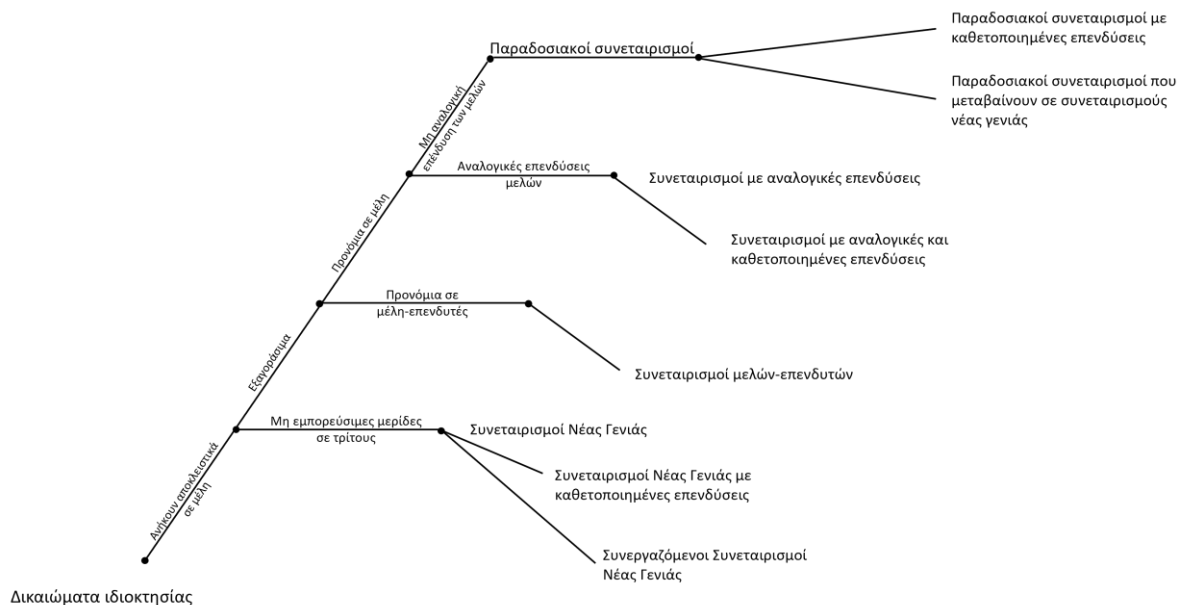 Παραδοσιακοί συνεταιρισμοί με
καθετοποιημένες επενδύσεις
Παραδοσιακοί συνεταιρισμοί
Παραδοσιακοί συνεταιρισμοί που
μεταβαίνουν σε συνεταιρισμούς
νέας γενιάς
Μη αναλογική
επένδυση των μελών
Αναλογικές επενδύσεις
μελών
Συνεταιρισμοί με αναλογικές επενδύσεις
Συνεταιρισμοί με αναλογικές και
καθετοποιημένες επενδύσεις
Προνόμια σε μέλη
Προνόμια σε
μέλη-επενδυτές
Συνεταιρισμοί μελών-επενδυτών
Εξαγοράσιμα
Μη εμπορεύσιμες μερίδες
σε τρίτους
Συνεταιρισμοί Νέας Γενιάς
Συνεταιρισμοί Νέας Γενιάς με
καθετοποιημένες επενδύσεις
Ανήκουν αποκλειστικά
σε μέλη
Συνεργαζόμενοι Συνεταιρισμοί
Νέας Γενιάς
Δικαιώματα ιδιοκτησίας